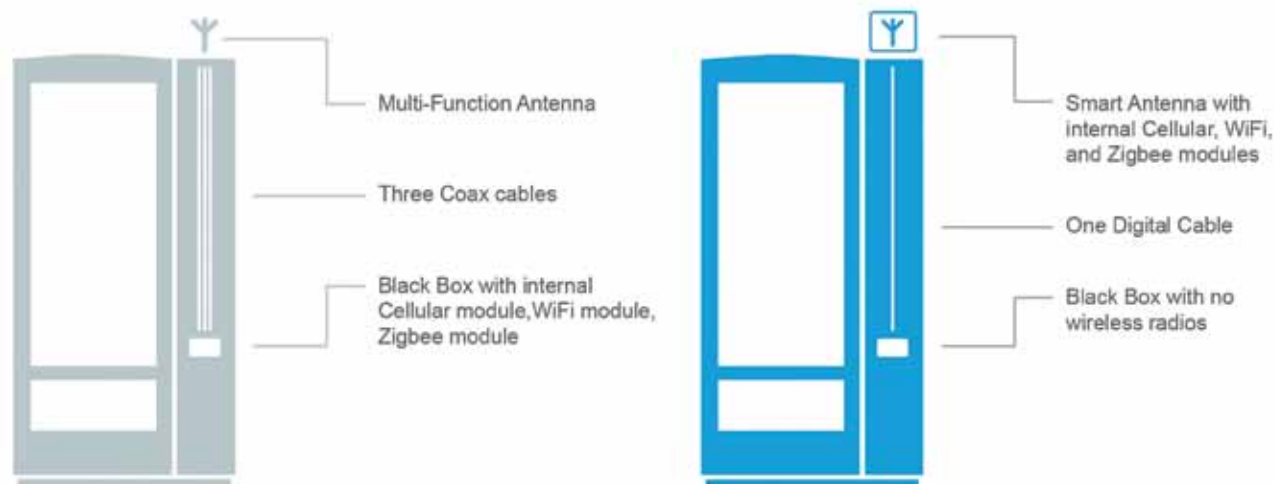 Multi-Function Antenna
Three Coax cables
Black Box with internal
Cellular module,WiFi module,
Zigbee module
Smart Antenna with
internal Cellular, WiFi,
and Zigbee modules
One Digital Cable
Black Box with no
wireless radios